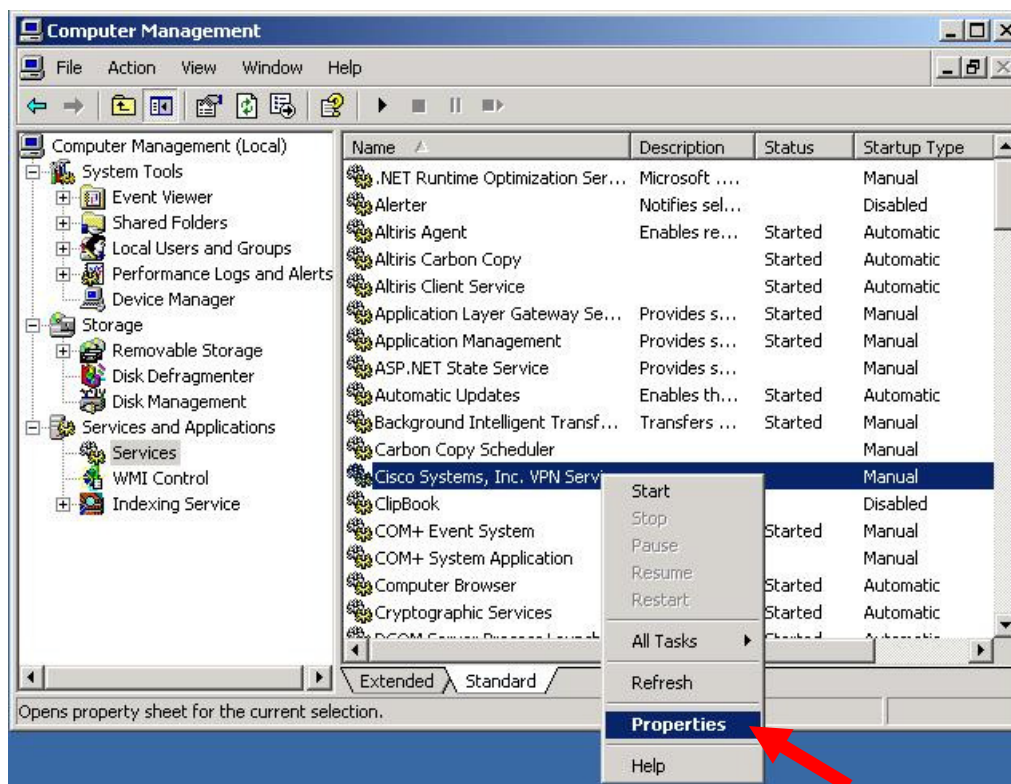 Computer Management
File Action View Window Help
Computer Management (Local)
System Tools
Event Viewer
Shared Folders
Local Users and Groups
Performance Logs and Alerts
Device Manager
Storage
Removable Storage
Disk Defragmenter
Disk Management
Services and Applications
Services
WMI Control
Indexing Service
Name Description Status Startup Type
.NET Runtime Optimization Ser... Microsoft .... Manual
Alerter Notifies sel... Disabled
Altiris Agent Enables re... Started Automatic
Altiris Carbon Copy Started Automatic
Altiris Client Service Started Automatic
Application Layer Gateway Se... Provides s... Started Manual
Application Management Provides s... Started Manual
ASP.NET State Service Provides s... Manual
Automatic Updates Enables th... Started Automatic
Background Intelligent Transf... Transfers ... Started Manual
Carbon Copy Scheduler Manual
Cisco Systems, Inc. VPN Servi Manual
ClipBook Disabled
COM+ Event System Started Manual
COM+ System Application Manual
Computer Browser Started Automatic
Cryptographic Services Started Automatic
DCOM Server Process Launch Started Automatic
Start
Stop
Pause
Resume
Restart
All Tasks
Refresh
Properties
Help
Extended Standard
Opens property sheet for the current selection.